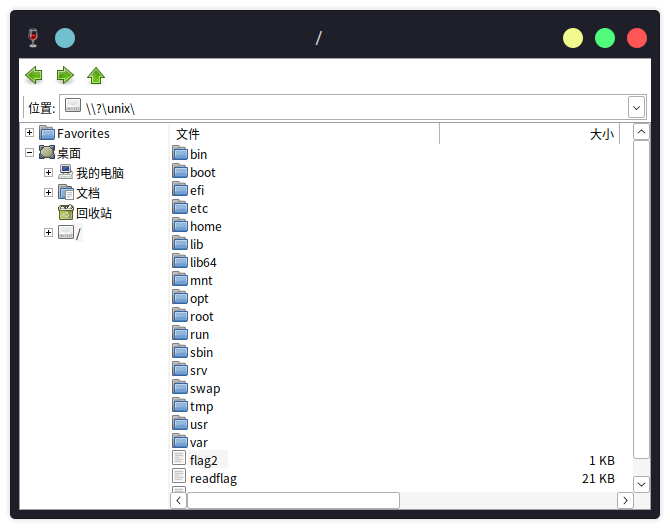 /
位置: \\?\unix\
Favorites
桌面
我的电脑
文档
回收站
/
文件 大小
bin
boot
efi
etc
home
lib
lib64
mnt
opt
root
run
sbin
srv
swap
tmp
usr
var
flag2 1 KB
readflag 21 KB